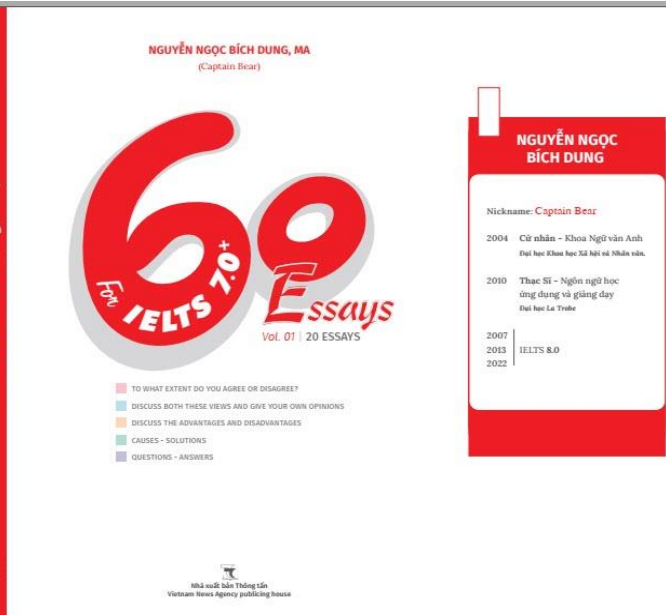 NGUYỄN NGỌC BÍCH DUNG, MA
(Captain Bear)
60
For IELTS 7.0+
Essays
Vol. 01 | 20 ESSAYS
TO WHAT EXTENT DO YOU AGREE OR DISAGREE?
DISCUSS BOTH THESE VIEWS AND GIVE YOUR OWN OPINIONS
DISCUSS THE ADVANTAGES AND DISADVANTAGES
CAUSES – SOLUTIONS
QUESTIONS – ANSWERS
Nhà xuất bản Thông tấn
Vietnam News Agency publicing house
NGUYỄN NGỌC
BÍCH DUNG
Nickname: Captain Bear
2004 Cử nhân – Khoa Ngữ văn Anh
Đại học Khoa học Xã hội và Nhân văn.
2010 Thạc Sĩ – Ngôn ngữ học
ứng dụng và giảng dạy
Đại học La Trobe
2007
2013 IELTS 8.0
2022